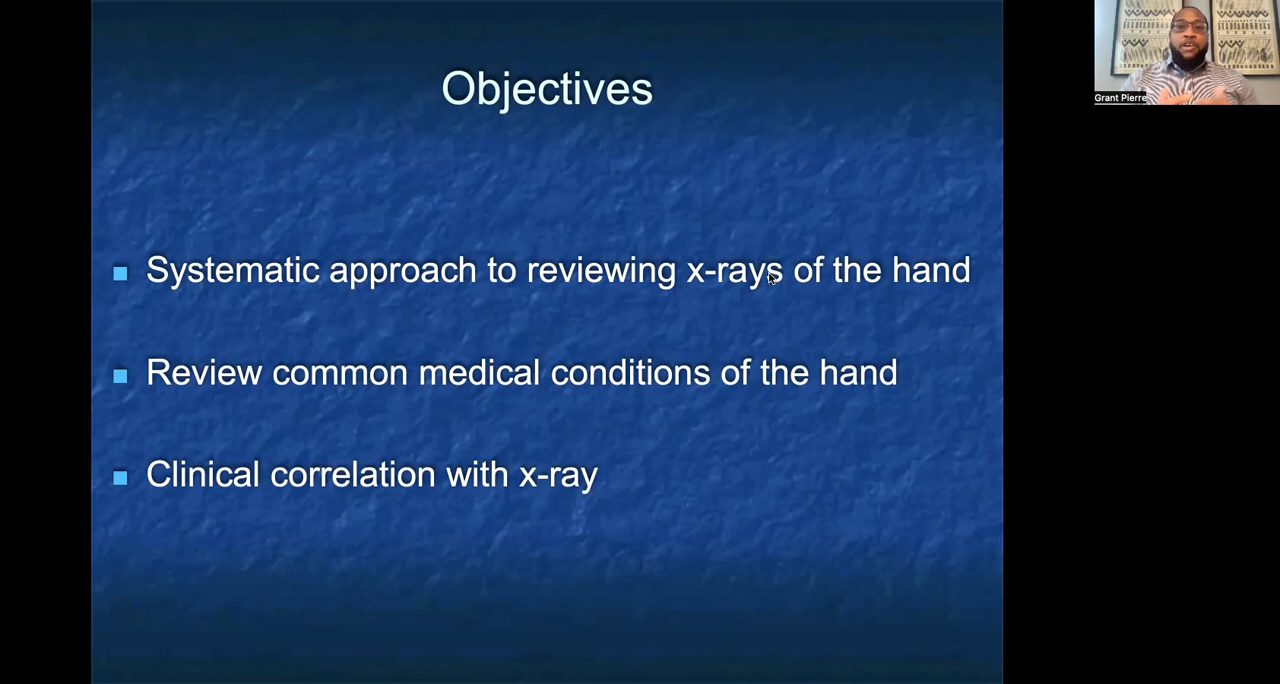 Objectives
Systematic approach to reviewing x-rays of the hand
Review common medical conditions of the hand
Clinical correlation with x-ray
Grant Pierre